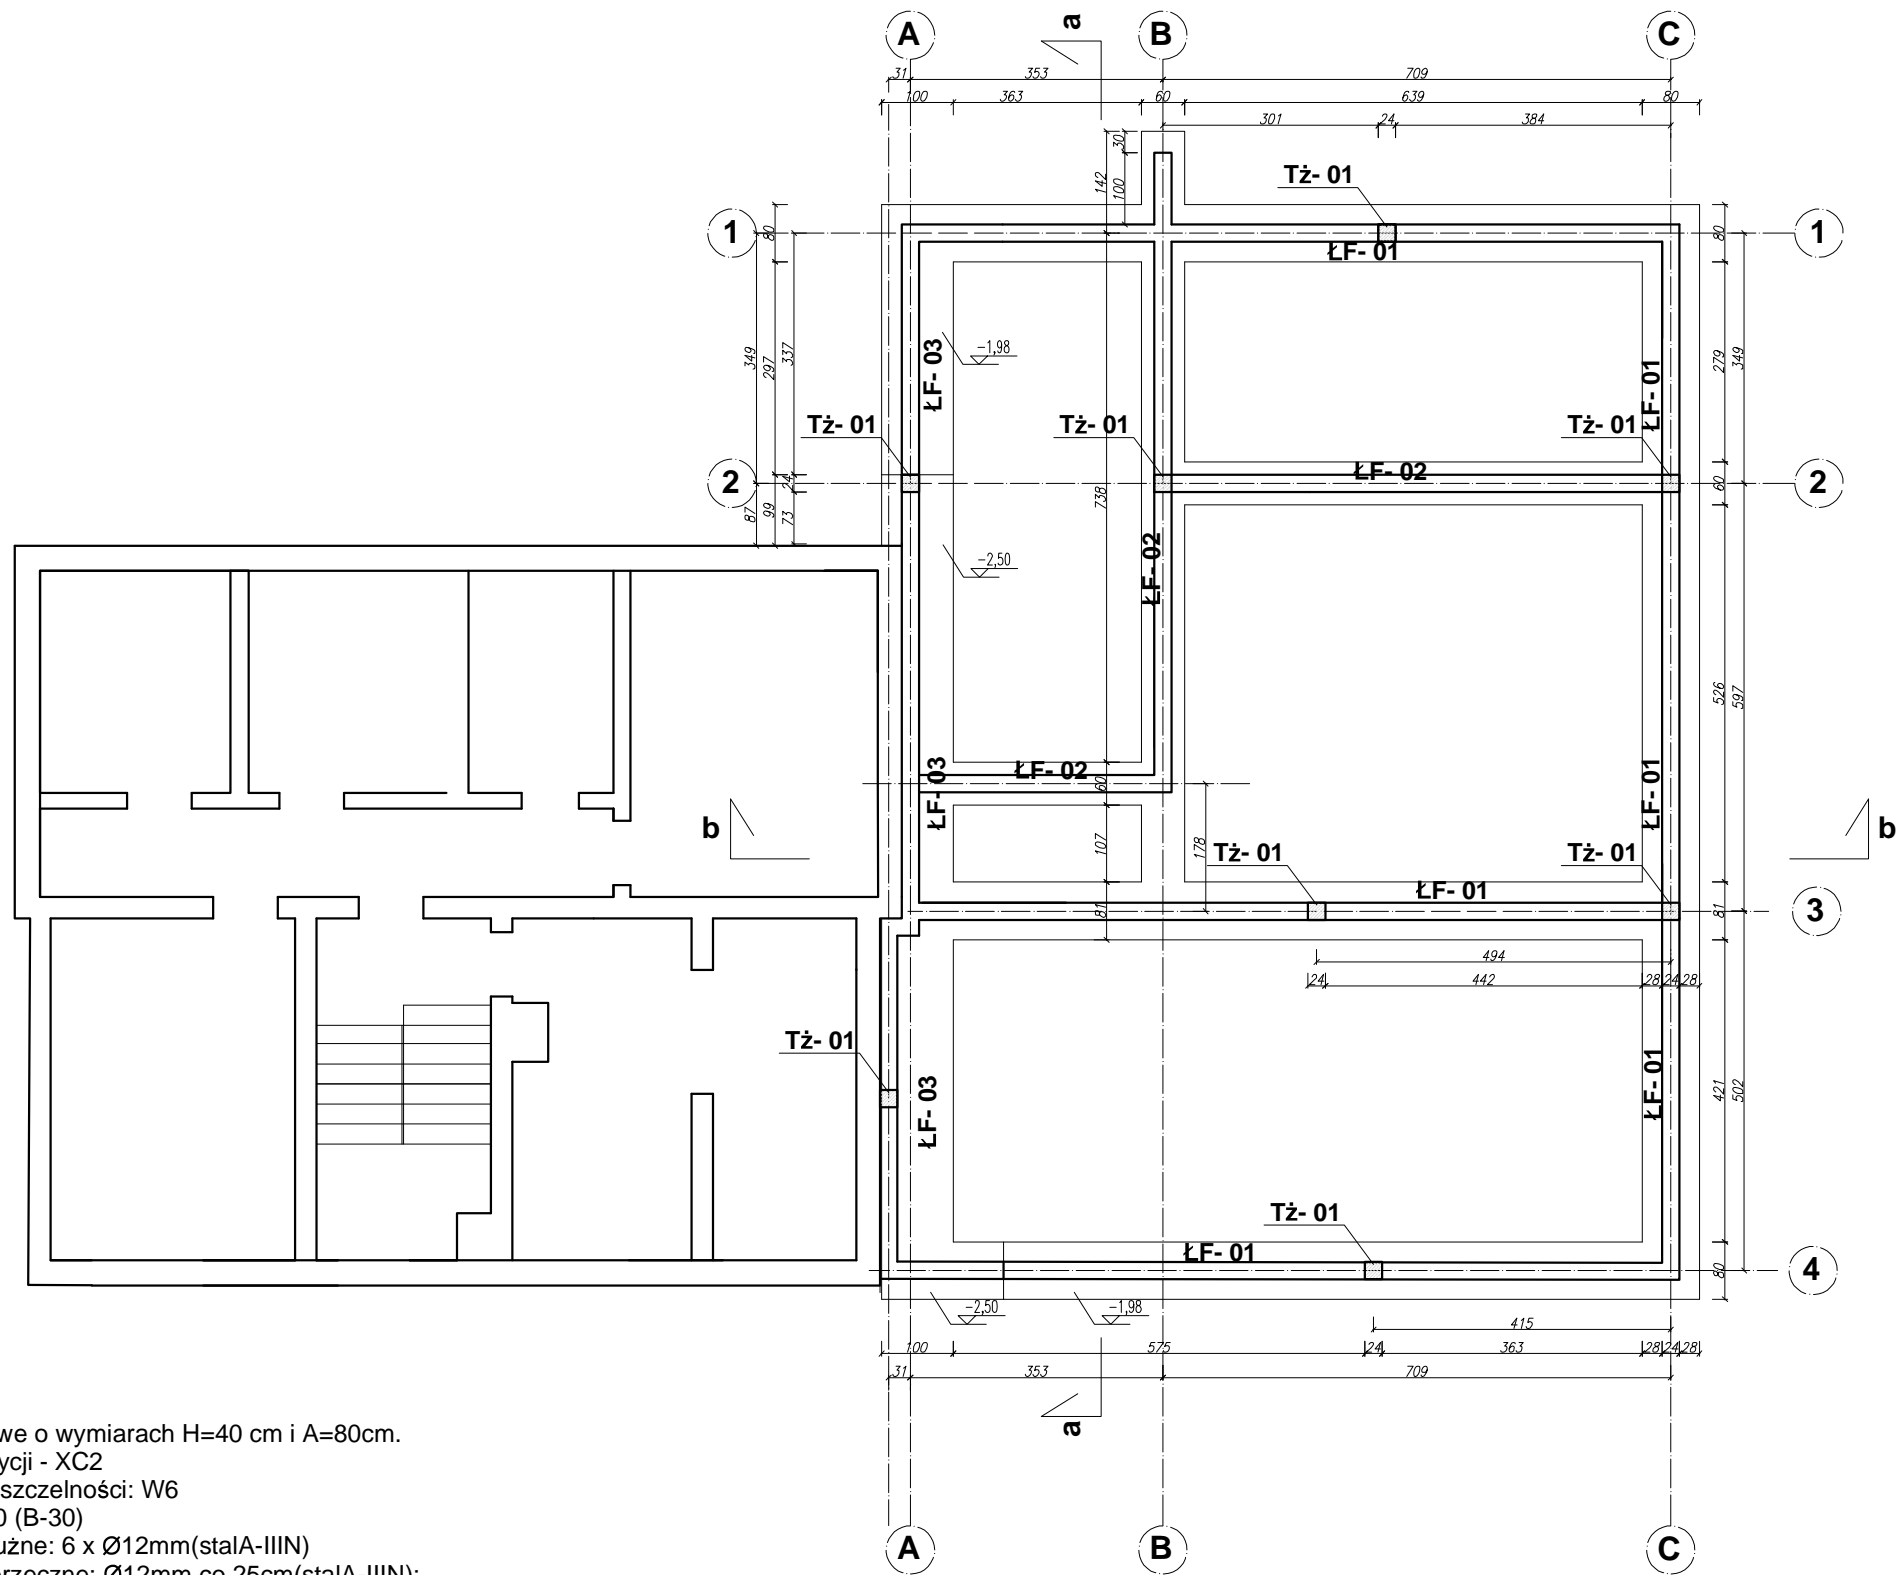 A
a
B
C
31
353
709
100
363
60
639
80
301
24
384
30
142
100
Tż- 01
1
80
1
80
ŁF- 01
349
297
337
ŁF- 03
-1,98
279
349
ŁF- 01
Tż- 01
Tż- 01
Tż- 01
2
24
738
ŁF- 02
60
2
87
99
73
-2,50
ŁF- 02
526
597
ŁF- 03
ŁF- 02
60
ŁF- 01
b
107
178
Tż- 01
Tż- 01
b
81
ŁF- 01
81
3
494
24
442
28
24
28
Tż- 01
ŁF- 03
ŁF- 01
421
502
Tż- 01
ŁF- 01
80
4
-2,50
-1,98
415
100
575
24
363
28
24
28
31
353
709
a
we o wymiarach H=40 cm i A=80cm.
ycji - XC2
szczelności: W6
0 (B-30)
użne: 6 x Ø12mm(stalA-IIIN)
przeczne: Ø12mm co 25cm(stalA-IIIN);
A
B
C